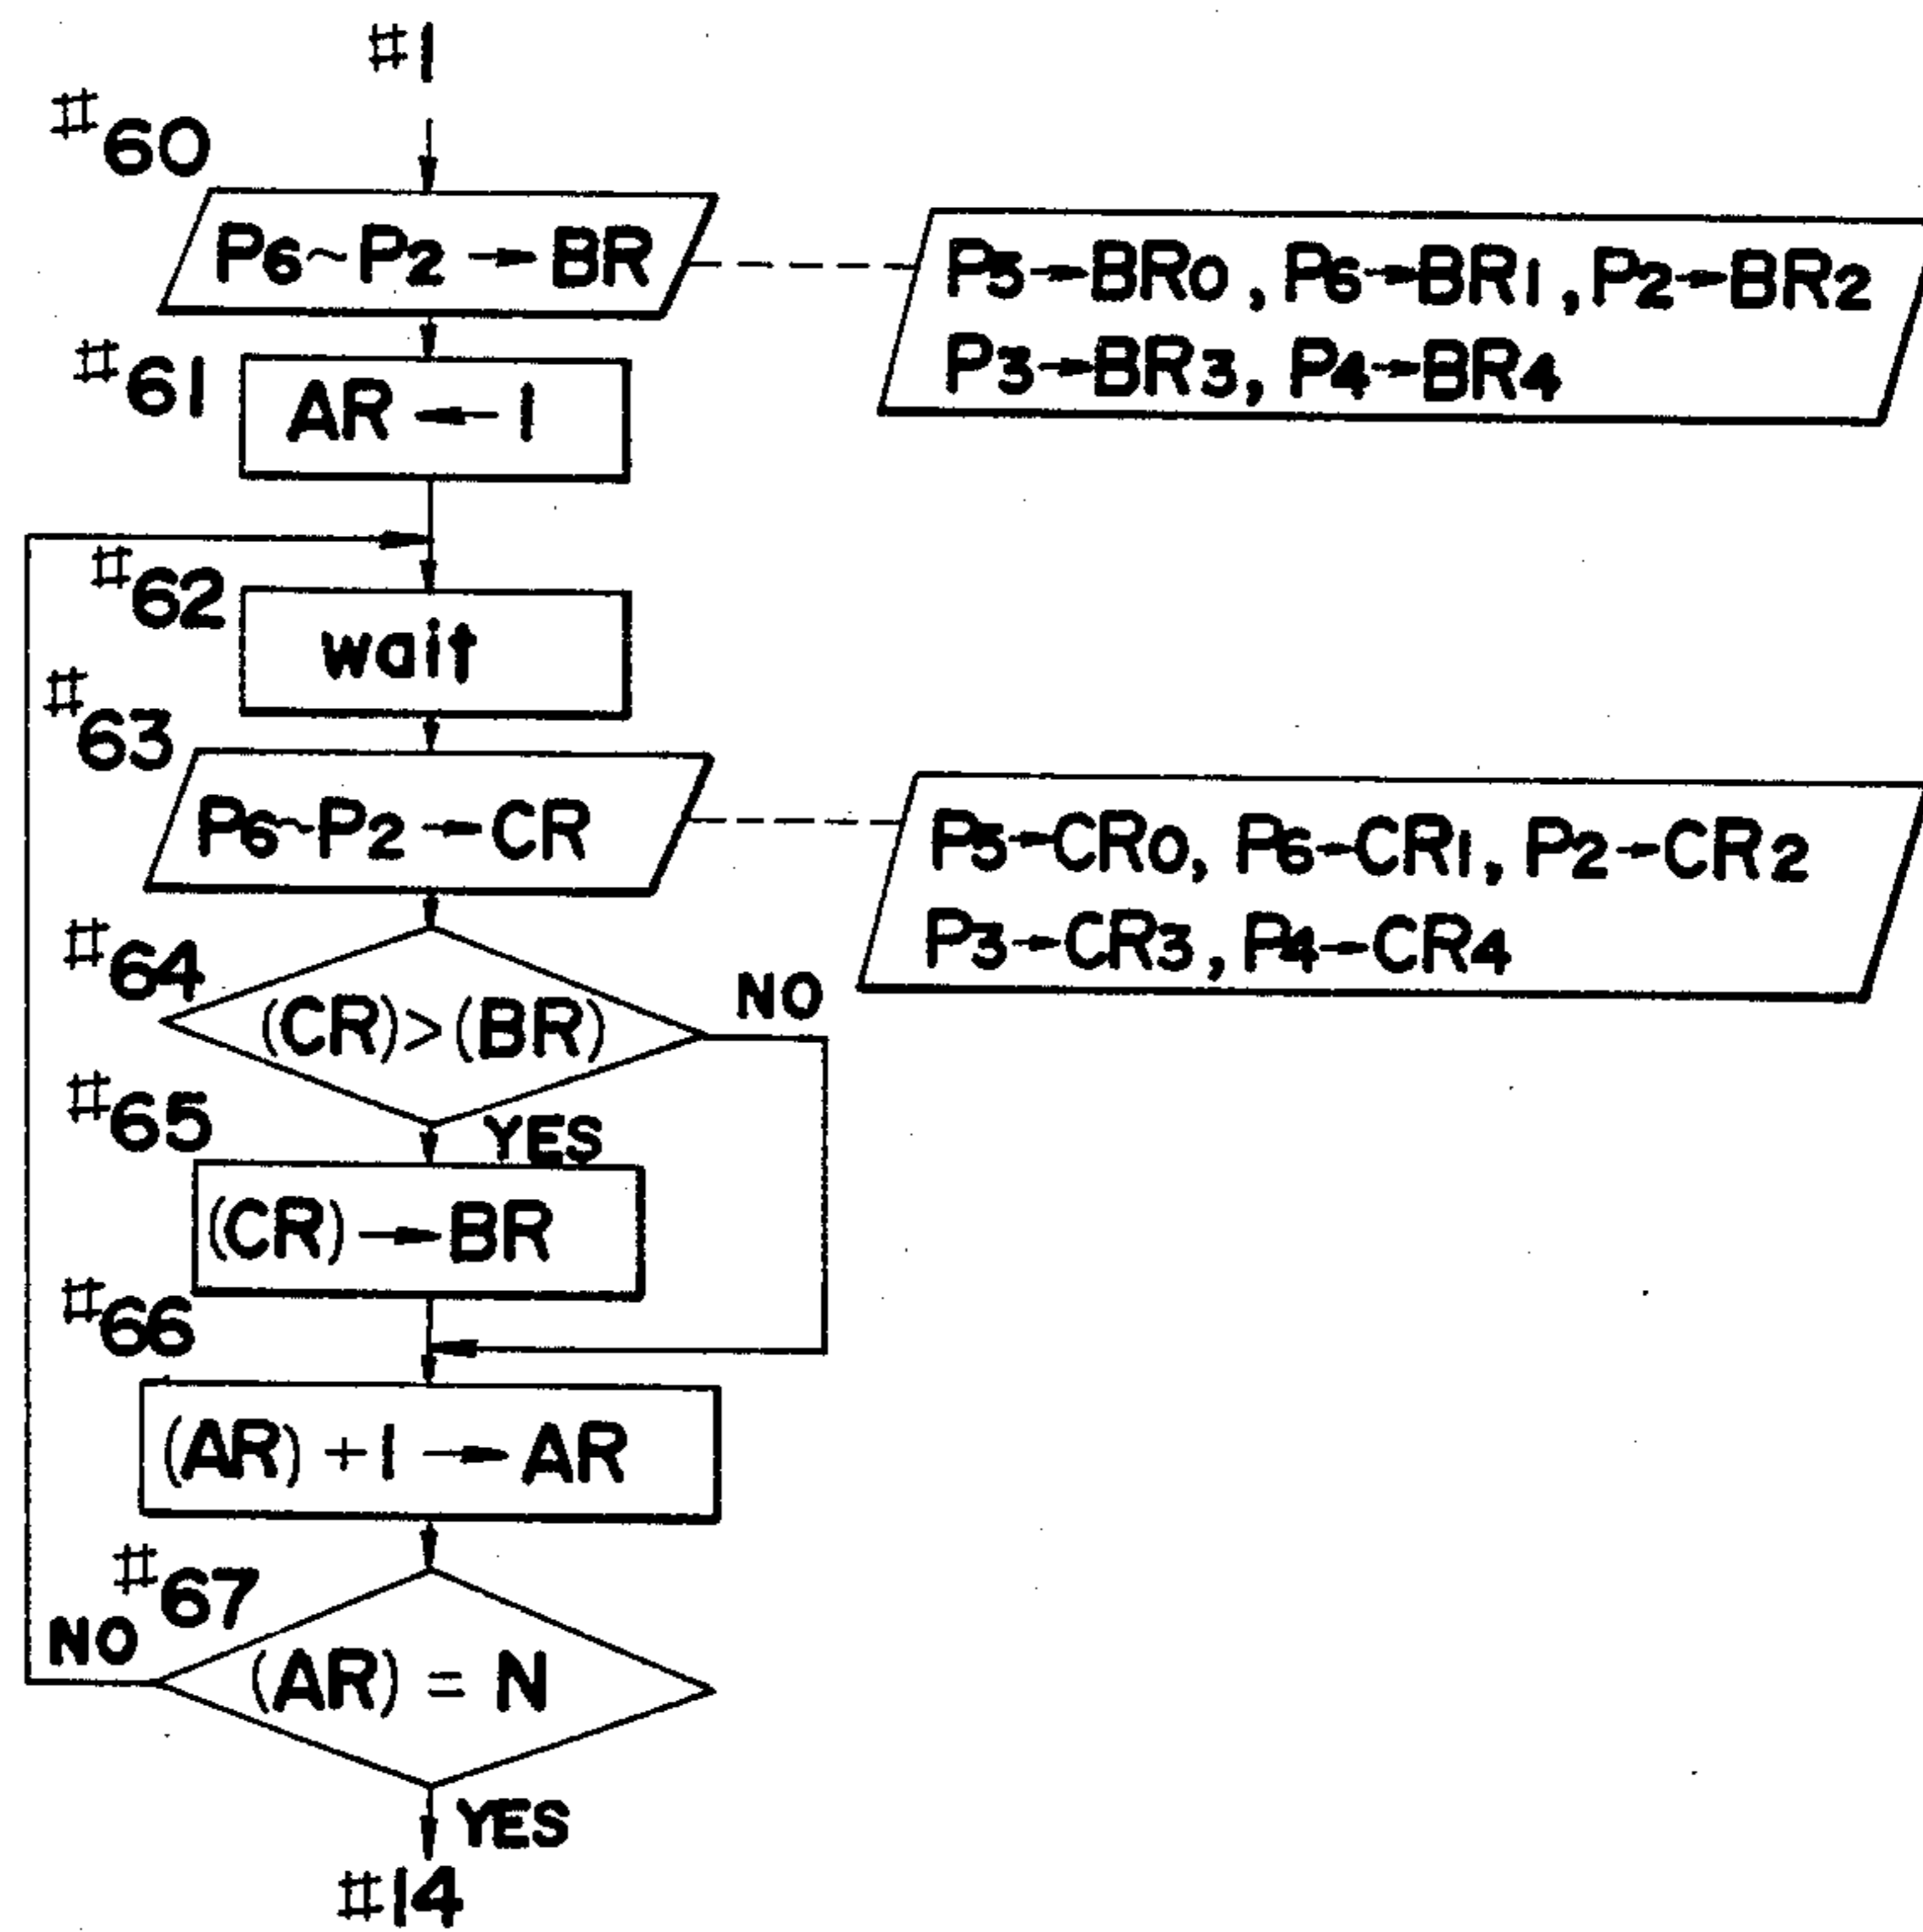 #1
#60
P6~P2→BR
P5→BR0, P6→BR1, P2→BR2
P3→BR3, P4→BR4
#61
AR←1
#62
wait
#63
P6~P2→CR
P5→CR0, P6→CR1, P2→CR2
P3→CR3, P4→CR4
#64
(CR)>(BR)
NO
#65
YES
(CR)→BR
#66
(AR)+1→AR
#67
NO
(AR)=N
YES
#14